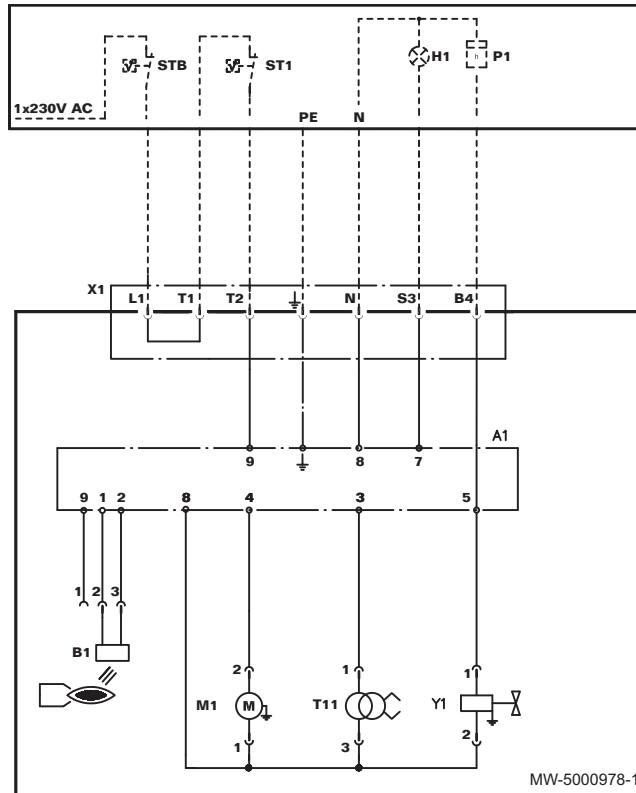 STB ST1 H1 h P1
1x230V AC
PE N
X1
L1 T1 T2 N S3 B4
A1
9 8 7
9 1 2 8 4 3 5
1 2 3
B1
2 1 1
M1 M T11 Y1
1 3 2
MW-5000978-1